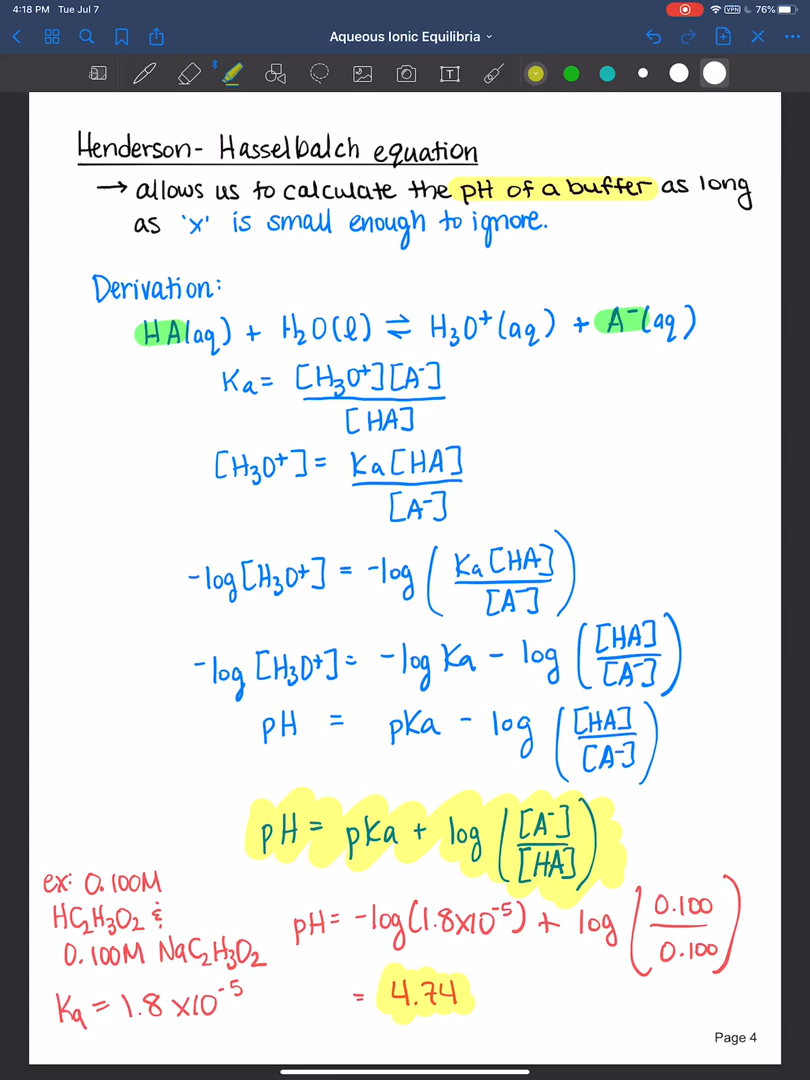 4:18 PM Tue Jul 7
VPN 76%
Aqueous Ionic Equilibria
Henderson-Hasselbalch equation
→ allows us to calculate the pH of a buffer as long
as 'x' is small enough to ignore.
Derivation:
HA(aq) + H₂O(l) ⇌ H₃O⁺(aq) + A⁻(aq)
Ka = [H₃O⁺][A⁻]
[HA]
[H₃O⁺] = Ka[HA]
[A⁻]
-log[H₃O⁺] = -log(Ka[HA]
[A⁻])
-log[H₃O⁺] = -log Ka - log([HA]
[A⁻])
pH = pKa - log([HA]
[A⁻])
pH = pKa + log([A⁻]
[HA])
ex: 0.100M
HC₂H₃O₂ &
0.100M NaC₂H₃O₂
Ka = 1.8 x10⁻⁵
pH = -log(1.8x10⁻⁵) + log(0.100
0.100)
= 4.74
Page 4